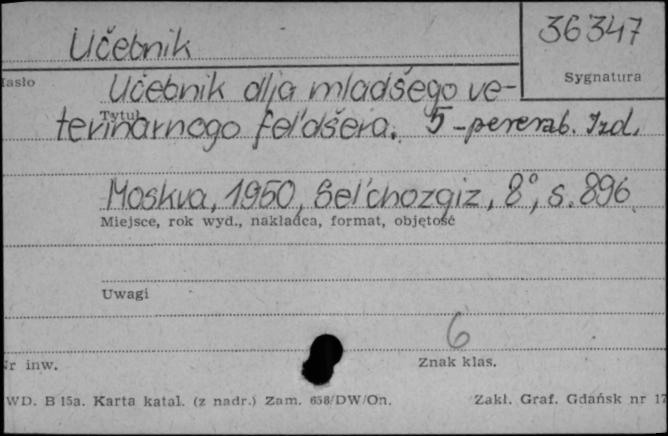 Učebnik
36347
Hasło
Sygnatura
Učebnik dlja mladšego ve-
Tytuł
terinarnogo fel'dšera. 5-pererab. Izd.
Moskva, 1950, Sel'chozgiz, 8°, s. 896
Miejsce, rok wyd., nakładca, format, objętość
Uwagi
6
Nr inw.
Znak klas.
WD. B 15a. Karta katal. (z nadr.) Zam. 658/DW/On.
Zakł. Graf. Gdańsk nr 17